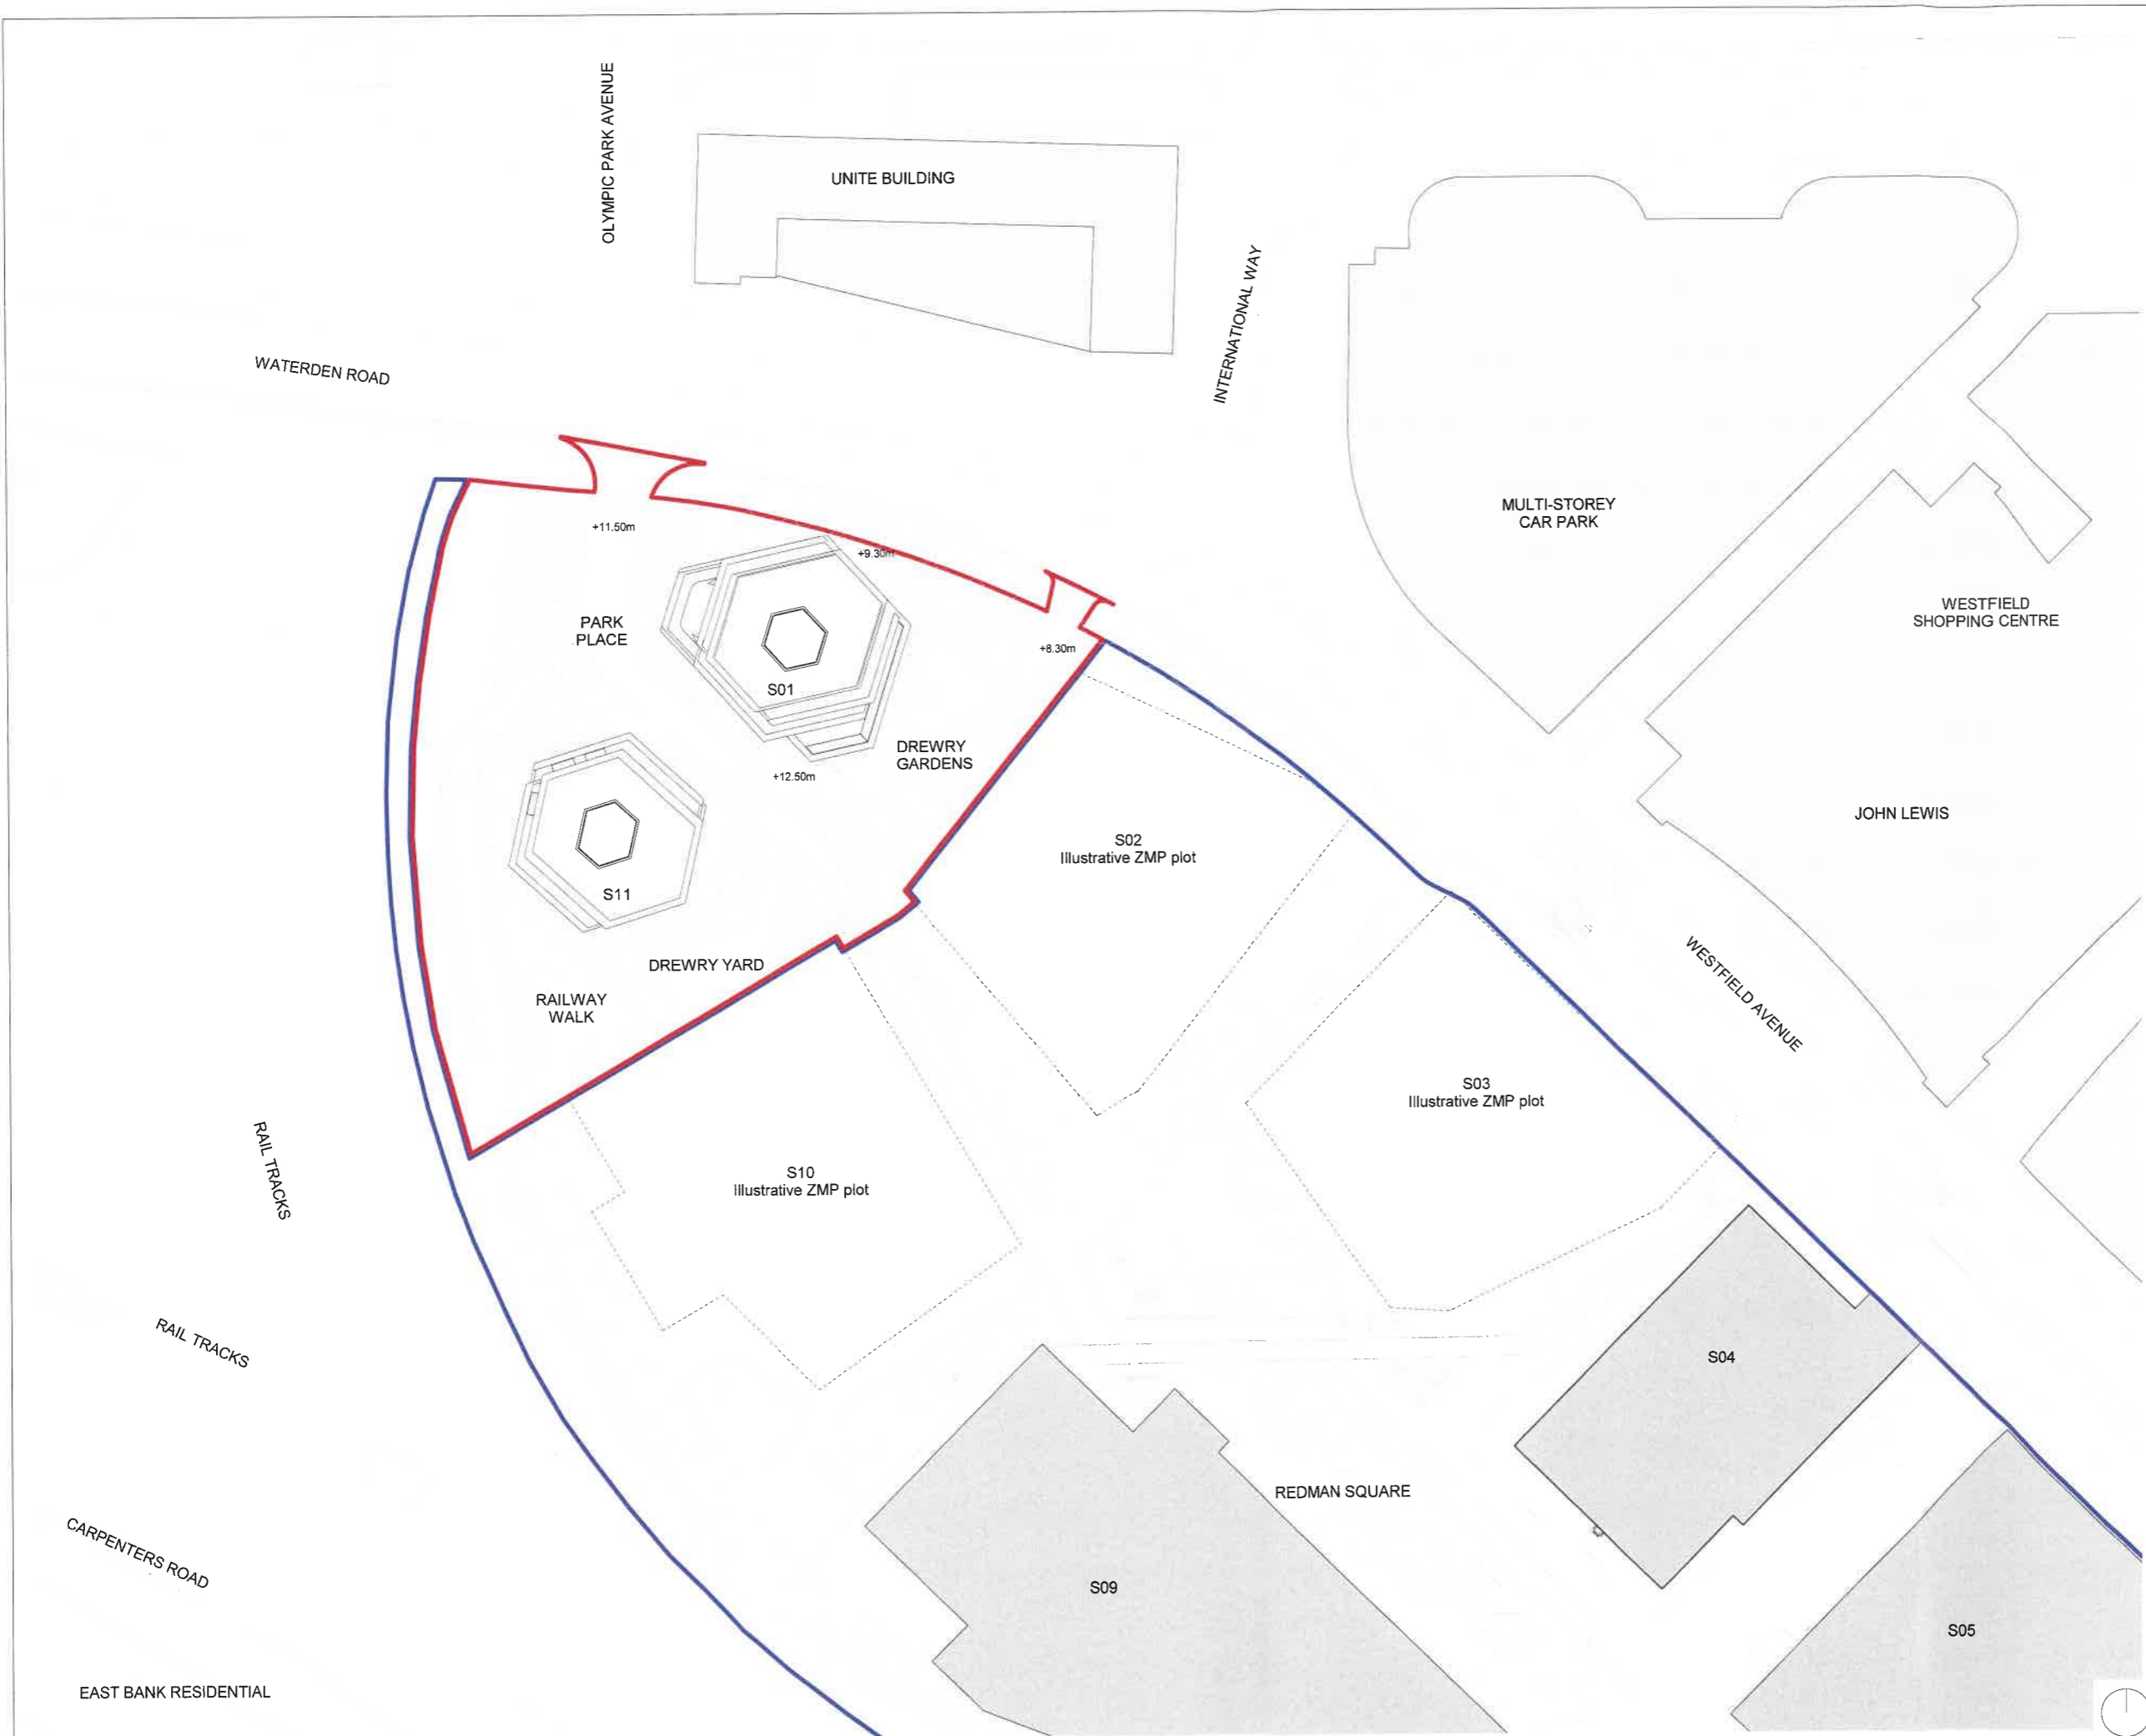 OLYMPIC PARK AVENUE
UNITE BUILDING
INTERNATIONAL WAY
WATERDEN ROAD
MULTI-STOREY
CAR PARK
+11.50m
+9.30m
WESTFIELD
SHOPPING CENTRE
PARK
PLACE
+8.30m
S01
DREWRY
GARDENS
+12.50m
JOHN LEWIS
S02
Illustrative ZMP plot
S11
DREWRY YARD
WESTFIELD AVENUE
RAILWAY
WALK
S03
Illustrative ZMP plot
RAIL TRACKS
S10
Illustrative ZMP plot
RAIL TRACKS
S04
REDMAN SQUARE
CARPENTERS ROAD
S09
S05
EAST BANK RESIDENTIAL